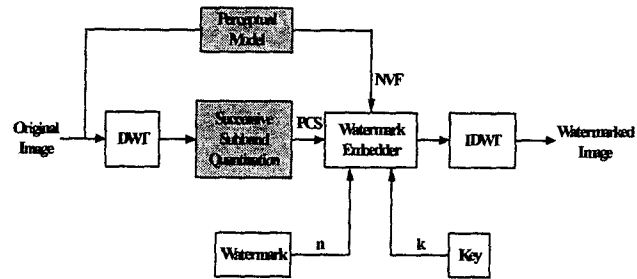 Perceptual
Model
NVF
Original
Image
DWT
Successive
Subband
Quantization
PCS
Watermark
Embedder
IDWT
Watermarked
Image
Watermark
n
k
Key